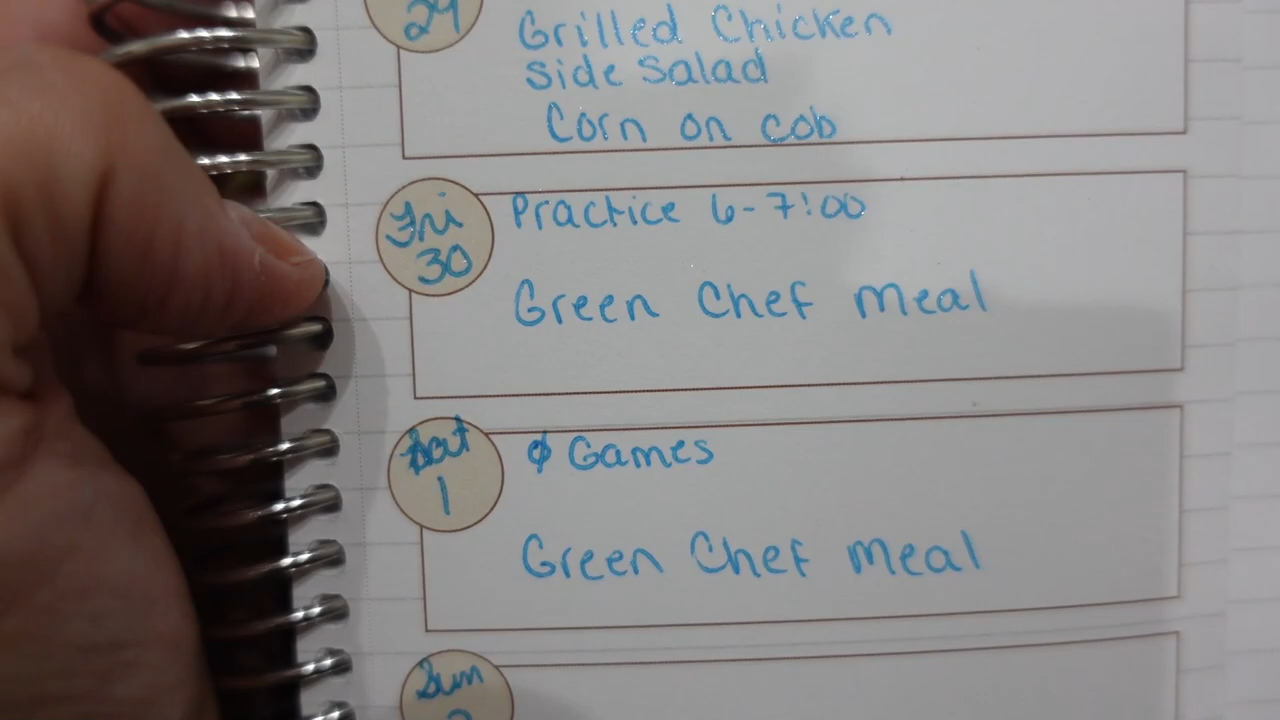 29
Grilled Chicken
Side Salad
Corn on cob
Fri
30
Practice 6-7:00
Green Chef Meal
Sat
1
∅ Games
Green Chef Meal
Sun